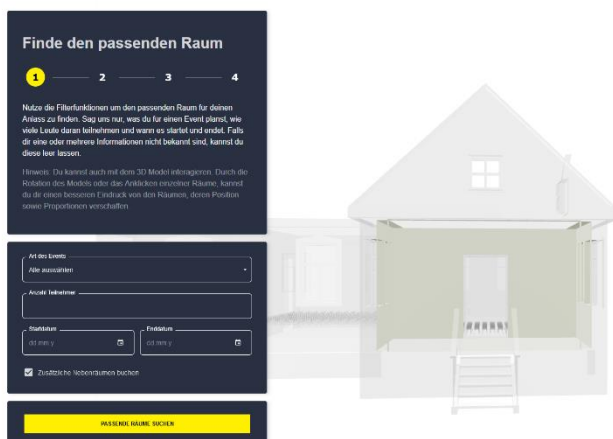 Finde den passenden Raum
1 2 3 4
Nutze die Filterfunktionen um den passenden Raum für deinen
Anlass zu finden. Sag uns nur, was du für einen Event planst, wie
viele Leute daran teilnehmen und wann es startet und endet. Falls
dir eine oder mehrere Informationen nicht bekannt sind, kannst du
diese leer lassen.
Hinweis: Du kannst auch mit dem 3D Model interagieren. Durch die
Rotation des Models oder das Anklicken einzelner Räume, kannst
du dir einen besseren Eindruck von den Räumen, deren Position
sowie Proportionen verschaffen
Art des Events
Alle auswählen
Anzahl Teilnehmer
Startdatum Enddatum
dd mm y dd mm y
Zusätzliche Nebenräumen buchen
PASSENDE RÄUME SUCHEN